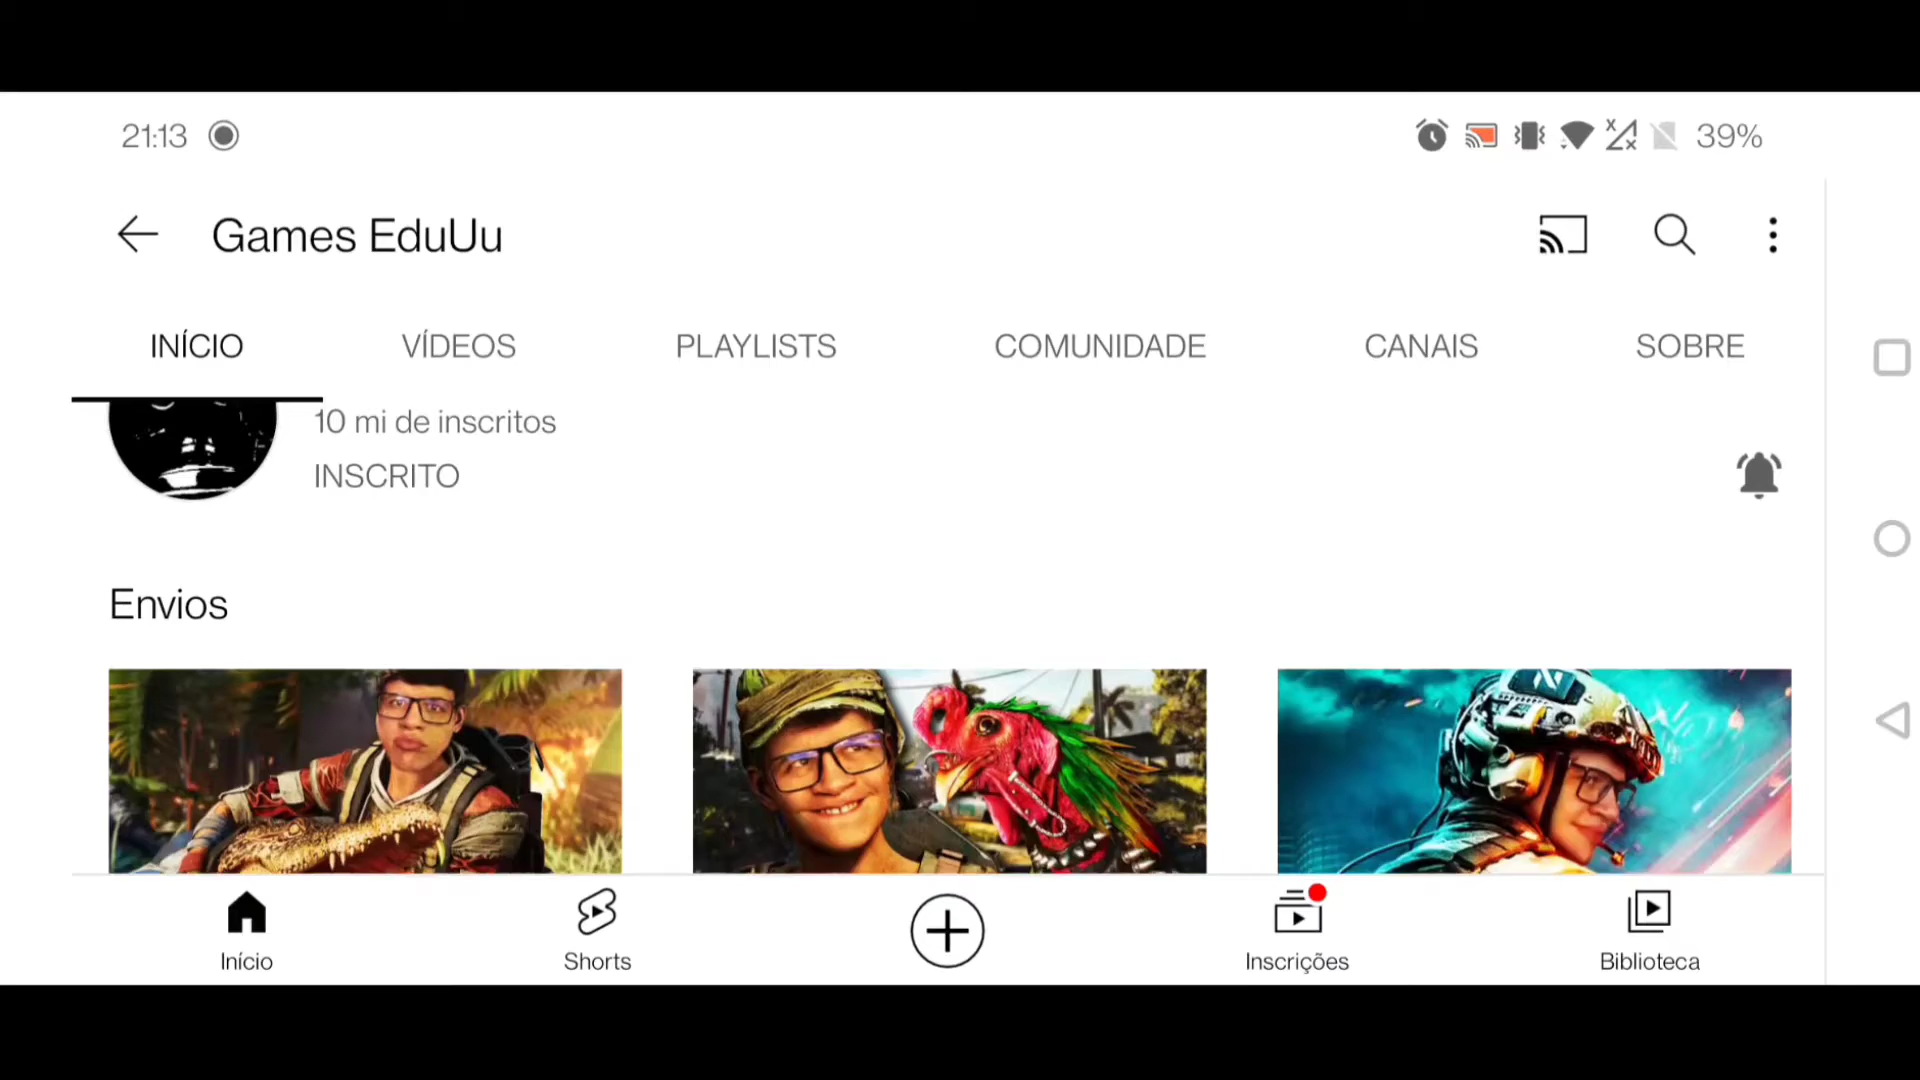 21:13
39%
Games EduUu
INÍCIO
VÍDEOS
PLAYLISTS
COMUNIDADE
CANAIS
SOBRE
10 mi de inscritos
INSCRITO
Envios
Início
Shorts
Inscrições
Biblioteca